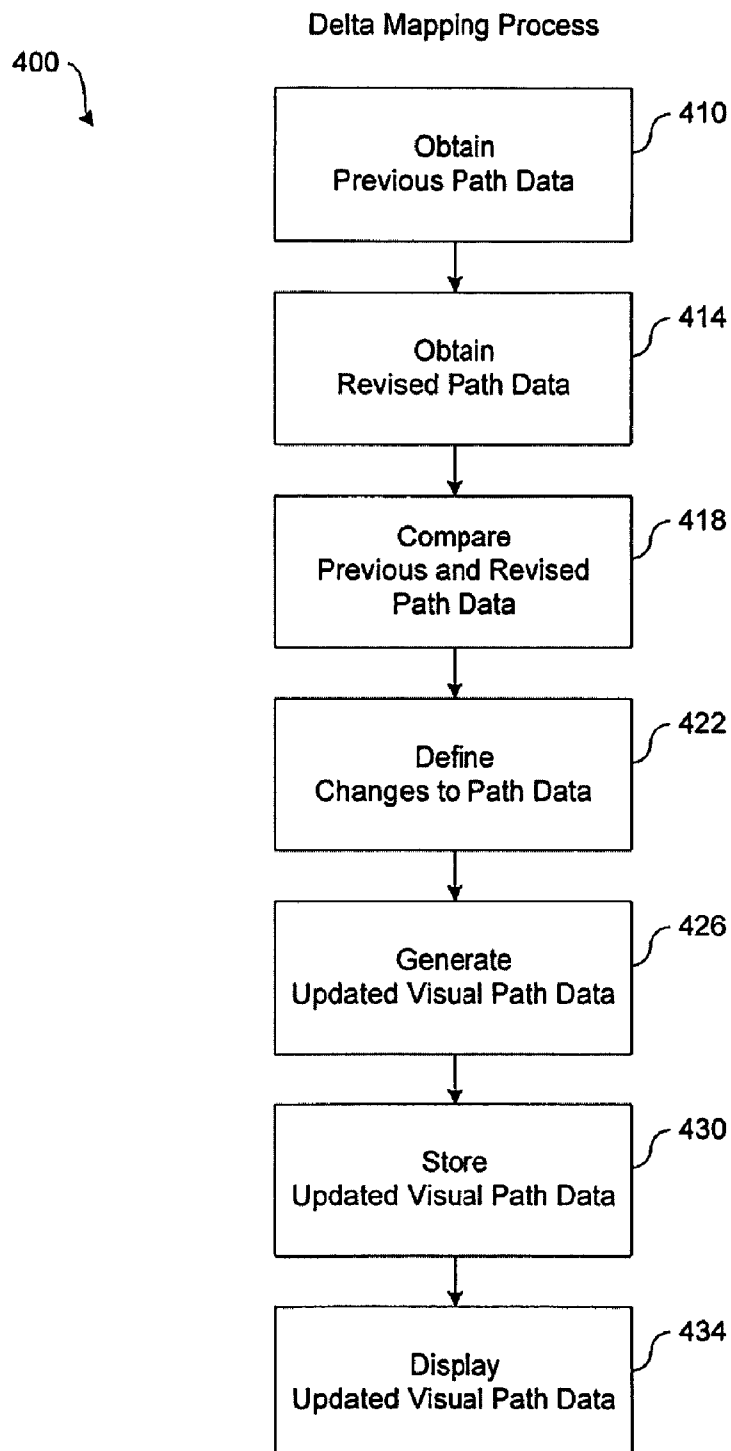 Delta Mapping Process
400
410
Obtain
Previous Path Data
414
Obtain
Revised Path Data
418
Compare
Previous and Revised
Path Data
422
Define
Changes to Path Data
426
Generate
Updated Visual Path Data
430
Store
Updated Visual Path Data
434
Display
Updated Visual Path Data